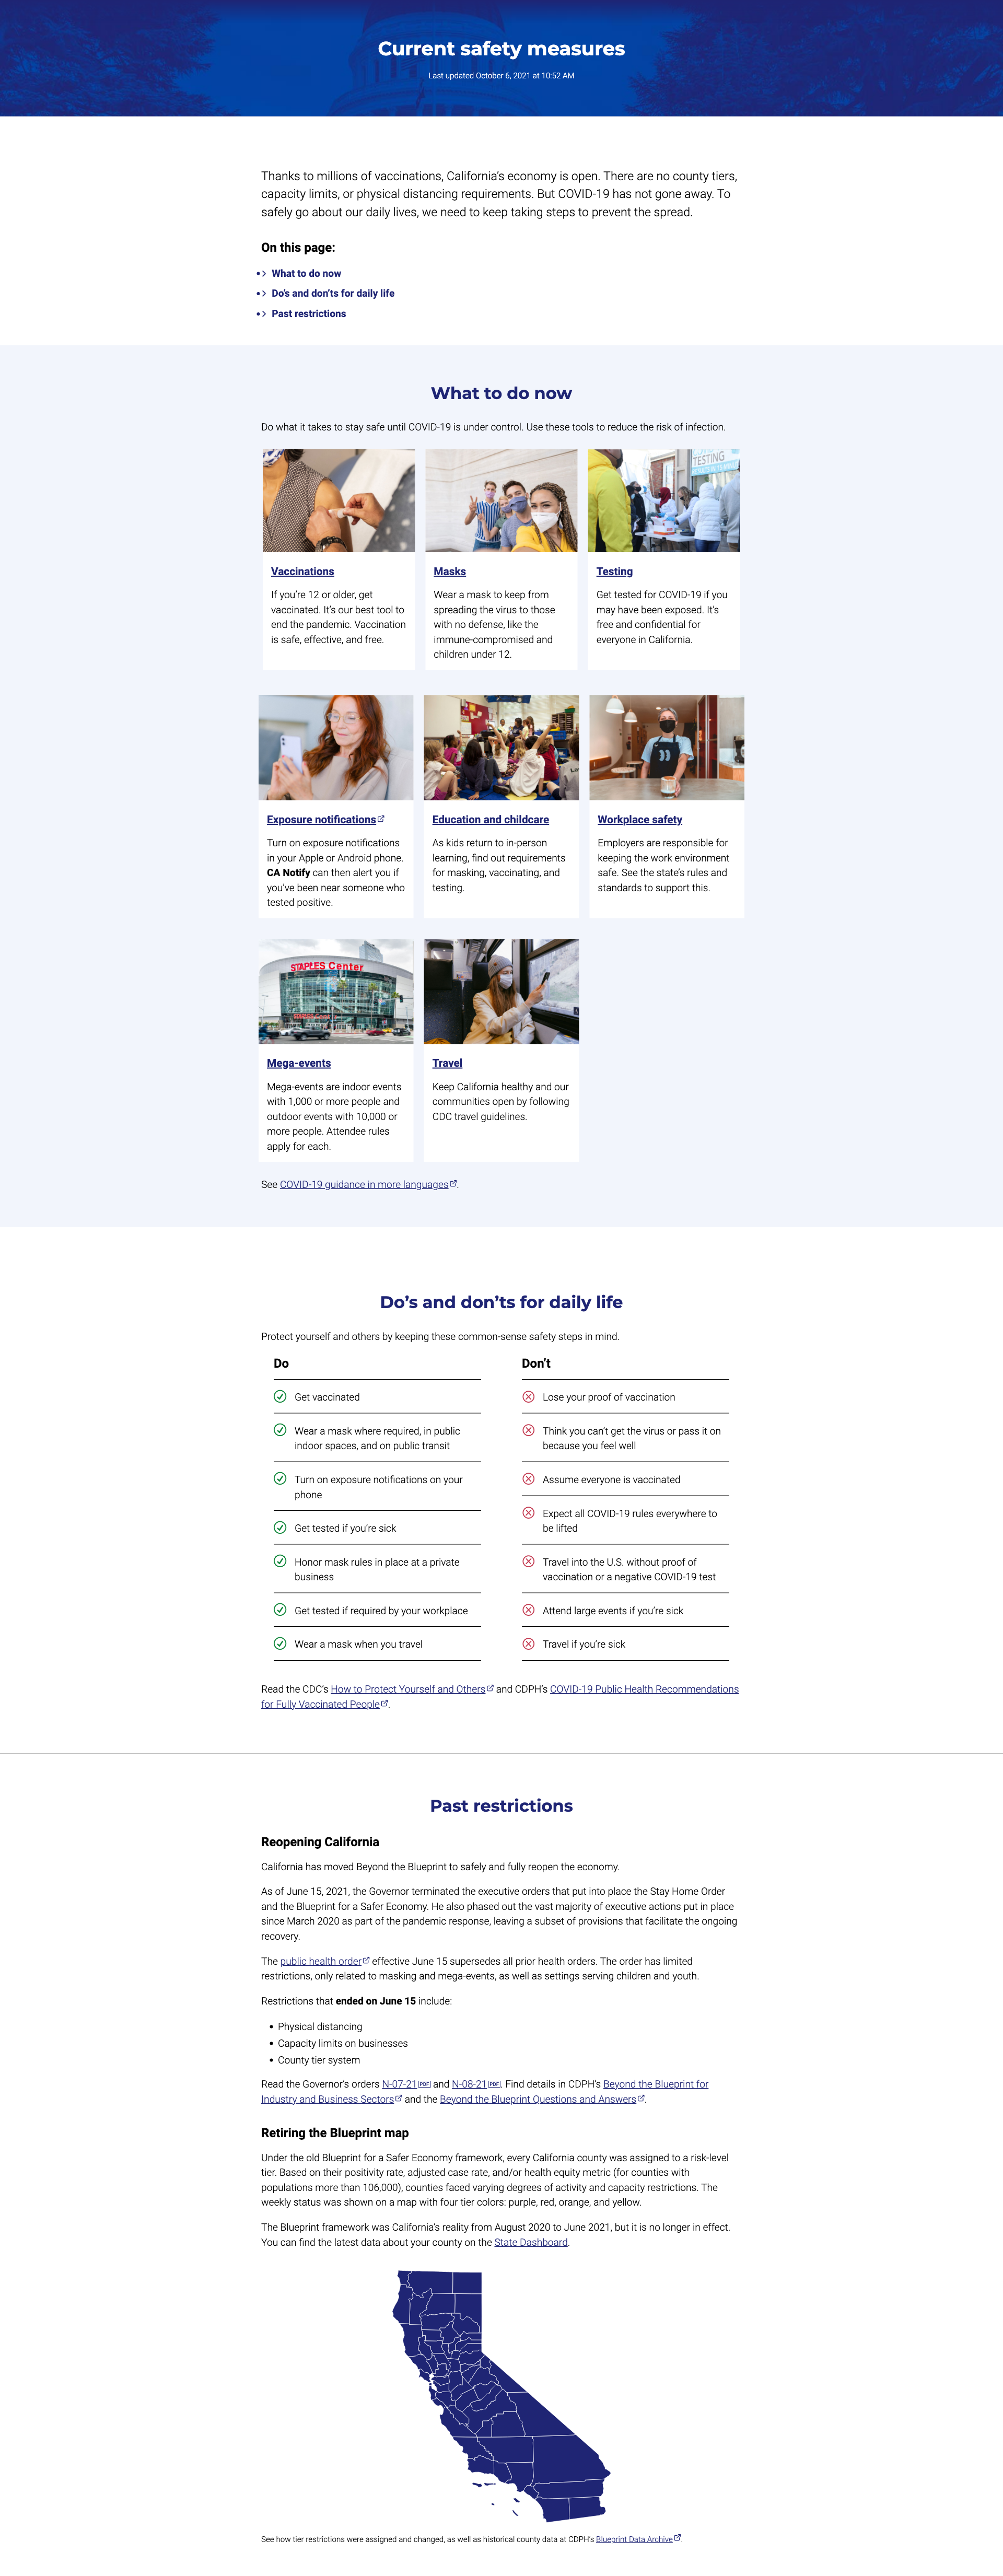 Current safety measures
Last updated October 6, 2021 at 10:52 AM
Thanks to millions of vaccinations, California's economy is open. There are no county tiers,
capacity limits, or physical distancing requirements. But COVID-19 has not gone away. To
safely go about our daily lives, we need to keep taking steps to prevent the spread.
On this page:
What to do now
Do's and don'ts for daily life
Past restrictions
What to do now
Do what it takes to stay safe until COVID-19 is under control. Use these tools to reduce the risk of infection.
TESTING
Vaccinations
If you're 12 or older, get
vaccinated. It's our best tool to
end the pandemic. Vaccination
is safe, effective, and free.
Masks
Wear a mask to keep from
spreading the virus to those
with no defense, like the
immune-compromised and
children under 12.
Testing
Get tested for COVID-19 if you
may have been exposed. It's
free and confidential for
everyone in California.
Exposure notifications
Turn on exposure notifications
in your Apple or Android phone.
CA Notify can then alert you if
you've been near someone who
tested positive.
Education and childcare
As kids return to in-person
learning, find out requirements
for masking, vaccinating, and
testing.
Workplace safety
Employers are responsible for
keeping the work environment
safe. See the state's rules and
standards to support this.
STAPLES Center
Mega-events
Mega-events are indoor events
with 1,000 or more people and
outdoor events with 10,000 or
more people. Attendee rules
apply for each.
Travel
Keep California healthy and our
communities open by following
CDC travel guidelines.
See COVID-19 guidance in more languages.
Do's and don'ts for daily life
Protect yourself and others by keeping these common-sense safety steps in mind.
Do
Get vaccinated
Wear a mask where required, in public
indoor spaces, and on public transit
Turn on exposure notifications on your
phone
Get tested if you're sick
Honor mask rules in place at a private
business
Get tested if required by your workplace
Wear a mask when you travel
Don't
Lose your proof of vaccination
Think you can't get the virus or pass it on
because you feel well
Assume everyone is vaccinated
Expect all COVID-19 rules everywhere to
be lifted
Travel into the U.S. without proof of
vaccination or a negative COVID-19 test
Attend large events if you're sick
Travel if you're sick
Read the CDC's How to Protect Yourself and Others and CDPH's COVID-19 Public Health Recommendations
for Fully Vaccinated People.
Past restrictions
Reopening California
California has moved Beyond the Blueprint to safely and fully reopen the economy.
As of June 15, 2021, the Governor terminated the executive orders that put into place the Stay Home Order
and the Blueprint for a Safer Economy. He also phased out the vast majority of executive actions put in place
since March 2020 as part of the pandemic response, leaving a subset of provisions that facilitate the ongoing
recovery.
The public health order effective June 15 supersedes all prior health orders. The order has limited
restrictions, only related to masking and mega-events, as well as settings serving children and youth.
Restrictions that ended on June 15 include:
• Physical distancing
• Capacity limits on businesses
• County tier system
Read the Governor's orders N-07-21 PDF and N-08-21 PDF. Find details in CDPH's Beyond the Blueprint for
Industry and Business Sectors and the Beyond the Blueprint Questions and Answers.
Retiring the Blueprint map
Under the old Blueprint for a Safer Economy framework, every California county was assigned to a risk-level
tier. Based on their positivity rate, adjusted case rate, and/or health equity metric (for counties with
populations more than 106,000), counties faced varying degrees of activity and capacity restrictions. The
weekly status was shown on a map with four tier colors: purple, red, orange, and yellow.
The Blueprint framework was California's reality from August 2020 to June 2021, but it is no longer in effect.
You can find the latest data about your county on the State Dashboard.
See how tier restrictions were assigned and changed, as well as historical county data at CDPH's Blueprint Data Archive.